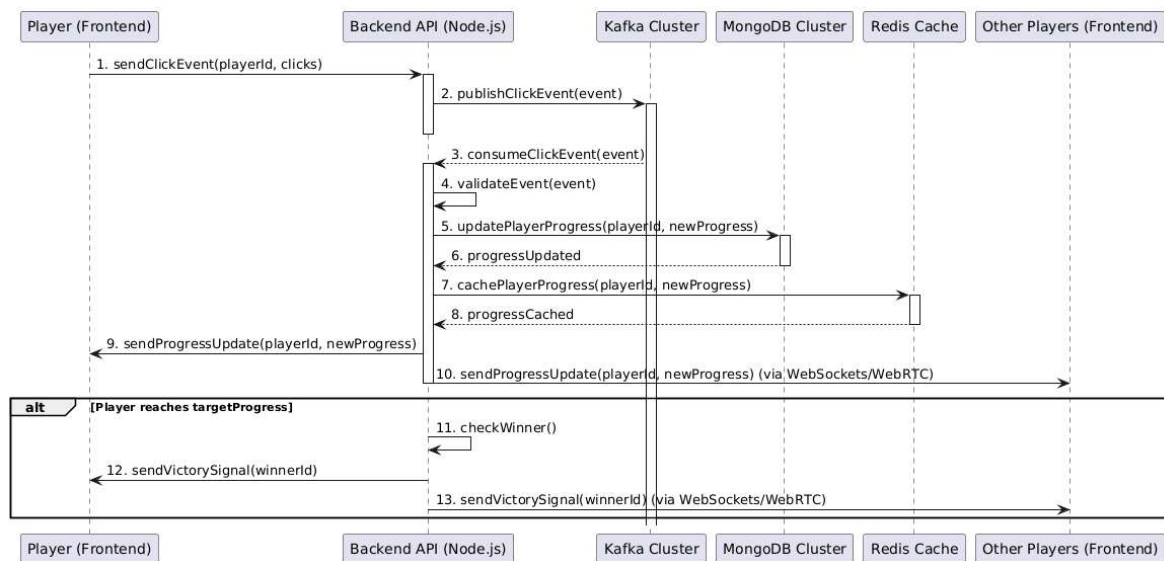 Player (Frontend)
Backend API (Node.js)
Kafka Cluster
MongoDB Cluster
Redis Cache
Other Players (Frontend)
1. sendClickEvent(playerId, clicks)
2. publishClickEvent(event)
3. consumeClickEvent(event)
4. validateEvent(event)
5. updatePlayerProgress(playerId, newProgress)
6. progressUpdated
7. cachePlayerProgress(playerId, newProgress)
8. progressCached
9. sendProgressUpdate(playerId, newProgress)
10. sendProgressUpdate(playerId, newProgress) (via WebSockets/WebRTC)
alt
[Player reaches targetProgress]
11. checkWinner()
12. sendVictorySignal(winnerId)
13. sendVictorySignal(winnerId) (via WebSockets/WebRTC)
Player (Frontend)
Backend API (Node.js)
Kafka Cluster
MongoDB Cluster
Redis Cache
Other Players (Frontend)